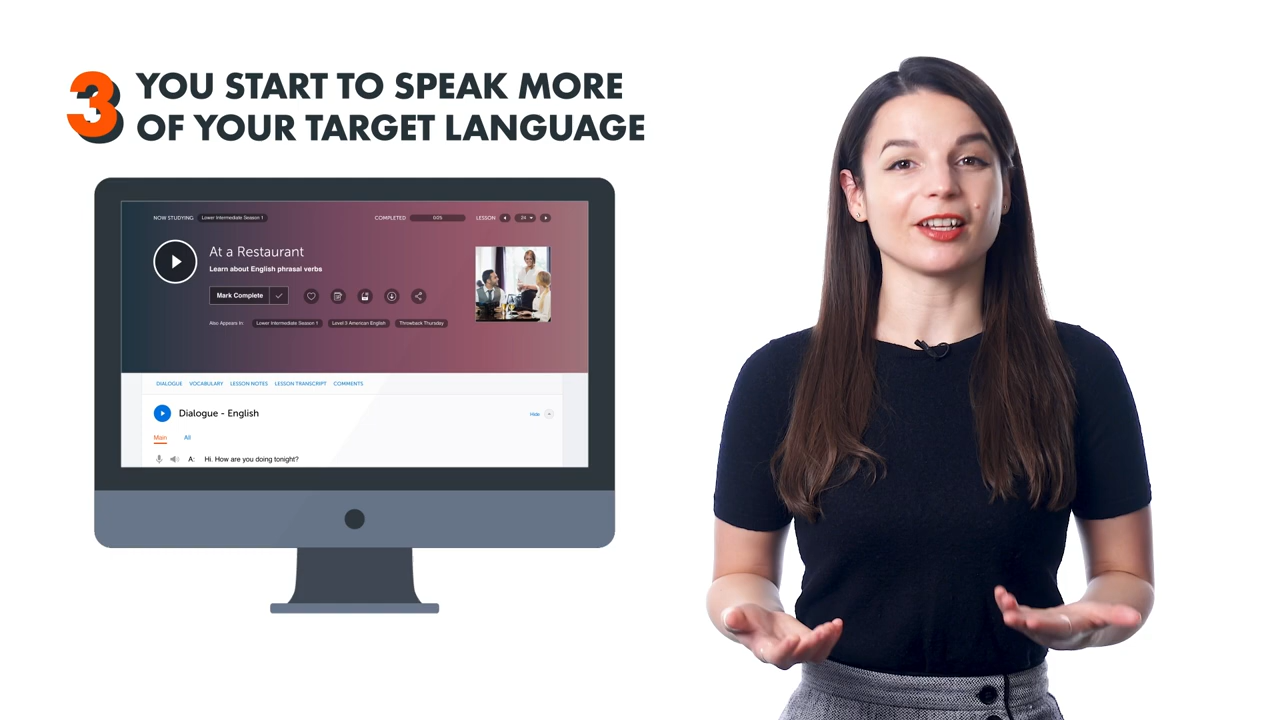 3 YOU START TO SPEAK MORE
OF YOUR TARGET LANGUAGE
NOW STUDYING Lower Intermediate Season 1 COMPLETED 0:05 LESSON 24
At a Restaurant
Learn about English phrasal verbs
Mark Complete
Also Appears In: Lower Intermediate Season 1 Level 5 American English Throwback Thursday
DIALOGUE VOCABULARY LESSON NOTES LESSON TRANSCRIPT COMMENTS
Dialogue - English Hide
Main All
A: Hi. How are you doing tonight?